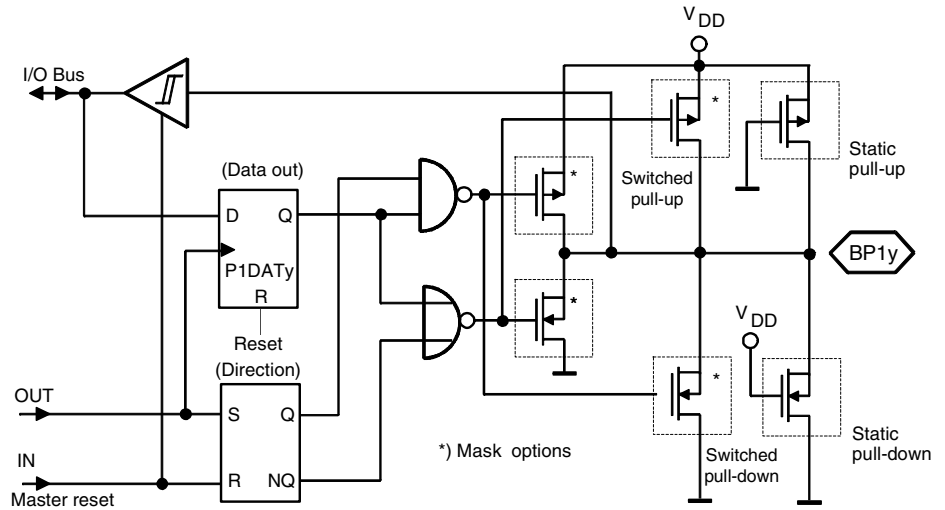 V DD
I/O Bus
*
*
(Data out)
Static
pull-up
Switched
pull-up
D
Q
P1DATy
R
BP1y
*
Reset
V DD
(Direction)
OUT
S
Q
*
*) Mask options
IN
R
NQ
Master reset
Switched
pull-down
Static
pull-down